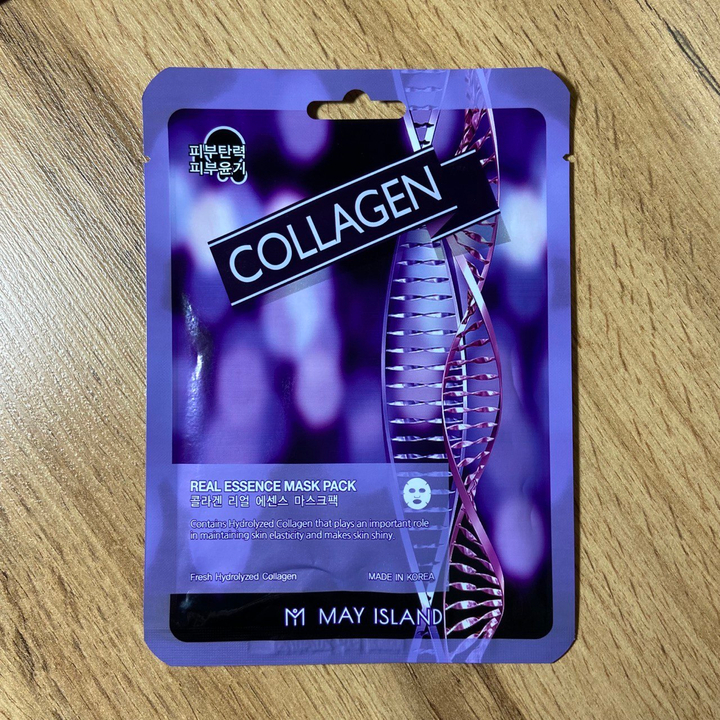 피부탄력
피부윤기
COLLAGEN
REAL ESSENCE MASK PACK
콜라겐 리얼 에센스 마스크팩
Contains Hydrolyzed Collagen that plays an important role
in maintaining skin elasticity and makes skin shiny.
Fresh Hydrolyzed Collagen
MADE IN KOREA
MAY ISLAND